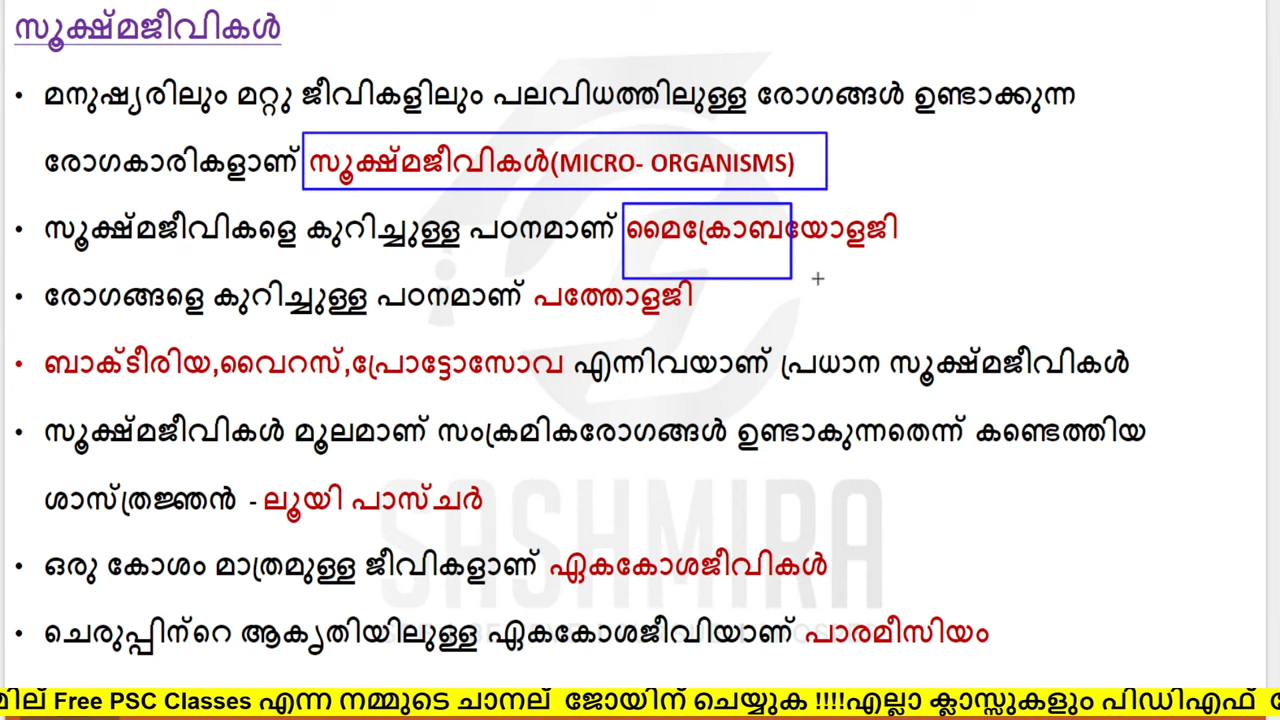 സൂക്ഷ്മജീവികൾ
• മനുഷ്യരിലും മറ്റു ജീവികളിലും പലവിധത്തിലുള്ള രോഗങ്ങൾ ഉണ്ടാക്കുന്ന
രോഗകാരികളാണ് സൂക്ഷ്മജീവികൾ(MICRO- ORGANISMS)
• സൂക്ഷ്മജീവികളെ കുറിച്ചുള്ള പഠനമാണ് മൈക്രോബയോളജി
• രോഗങ്ങളെ കുറിച്ചുള്ള പഠനമാണ് പത്തോളജി
• ബാക്ടീരിയ,വൈറസ്,പ്രോട്ടോസോവ എന്നിവയാണ് പ്രധാന സൂക്ഷ്മജീവികൾ
• സൂക്ഷ്മജീവികൾ മൂലമാണ് സംക്രമികരോഗങ്ങൾ ഉണ്ടാകുന്നതെന്ന് കണ്ടെത്തിയ
ശാസ്ത്രജ്ഞൻ - ലൂയി പാസ്ചർ
SASHMIRA
• ഒരു കോശം മാത്രമുള്ള ജീവികളാണ് ഏകകോശജീവികൾ
• ചെരുപ്പിന്റെ ആകൃതിയിലുള്ള ഏകകോശജീവിയാണ് പാരമീസിയം
Free PSC Classes എന്ന നമ്മുടെ ചാനല് ജോയിന് ചെയ്യുക !!!!എല്ലാ ക്ലാസ്സുകളും പിഡിഎഫ്